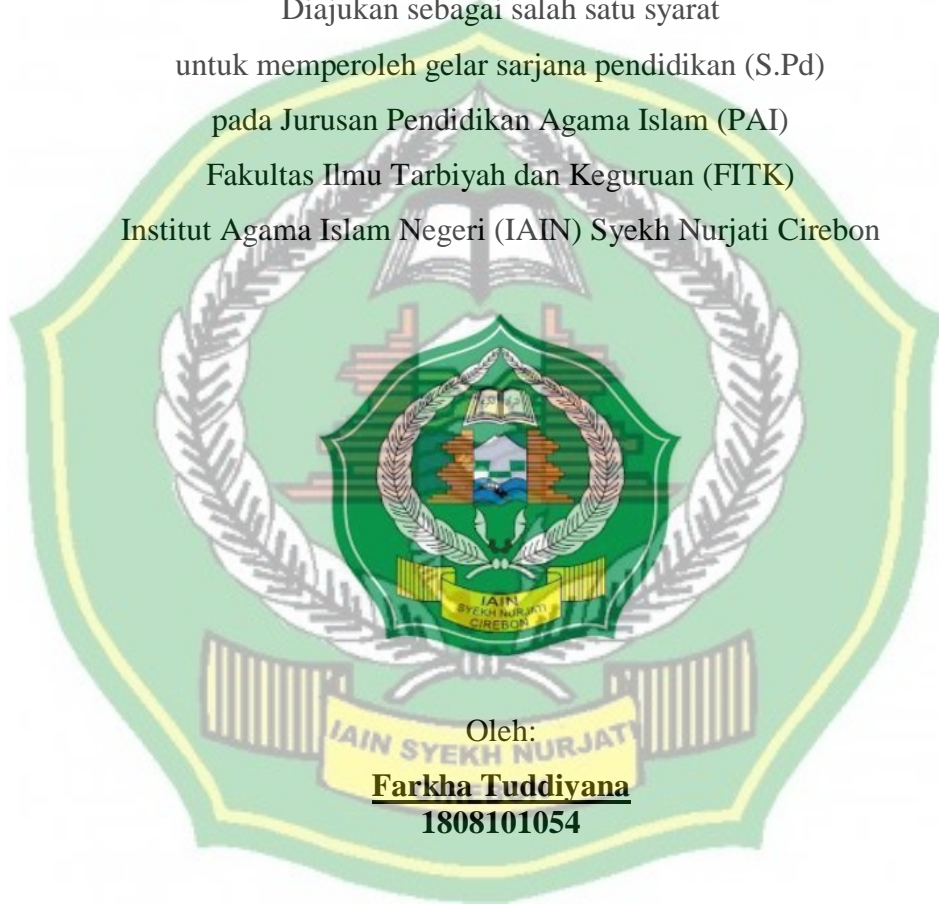 Diajukan sebagai salah satu syarat
untuk memperoleh gelar sarjana pendidikan (S.Pd)
pada Jurusan Pendidikan Agama Islam (PAI)
Fakultas Ilmu Tarbiyah dan Keguruan (FITK)
Institut Agama Islam Negeri (IAIN) Syekh Nurjati Cirebon
IAIN
SYEKH NURJATI
CIREBON
Oleh:
IAIN SYEKH NURJATI
CIREBON
Farkha Tuddiyana
1808101054